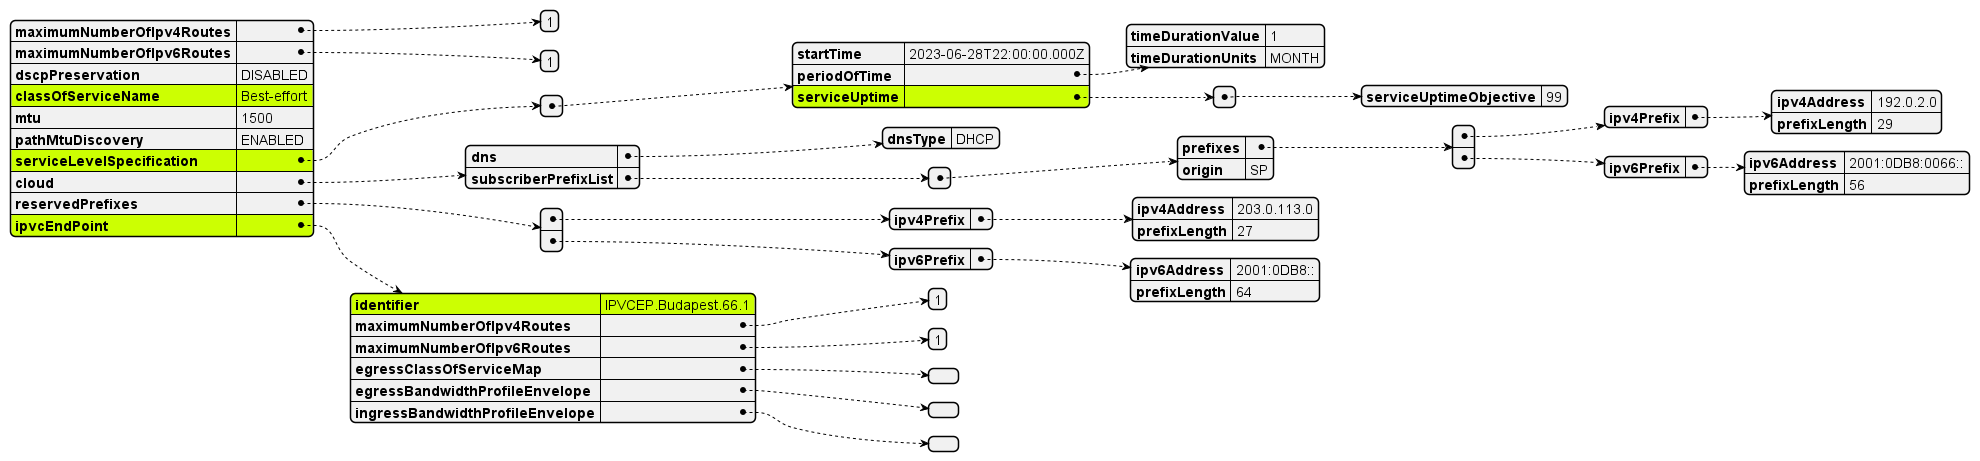 maximumNumberOfIpv4Routes
maximumNumberOfIpv6Routes
dscpPreservation DISABLED
classOfServiceName Best-effort
mtu 1500
pathMtuDiscovery ENABLED
serviceLevelSpecification
cloud
reservedPrefixes
ipvcEndPoint
1
1
startTime 2023-06-28T22:00:00.000Z
periodOfTime
serviceUptime
timeDurationValue 1
timeDurationUnits MONTH
serviceUptimeObjective 99
dns
subscriberPrefixList
dnsType DHCP
prefixes
origin SP
ipv4Prefix
ipv4Address 192.0.2.0
prefixLength 29
ipv6Prefix
ipv6Address 2001:0DB8:0066::
prefixLength 56
ipv4Prefix
ipv4Address 203.0.113.0
prefixLength 27
ipv6Prefix
ipv6Address 2001:0DB8::
prefixLength 64
identifier IPVCEP.Budapest.66.1
maximumNumberOfIpv4Routes
maximumNumberOfIpv6Routes
egressClassOfServiceMap
egressBandwidthProfileEnvelope
ingressBandwidthProfileEnvelope
1
1